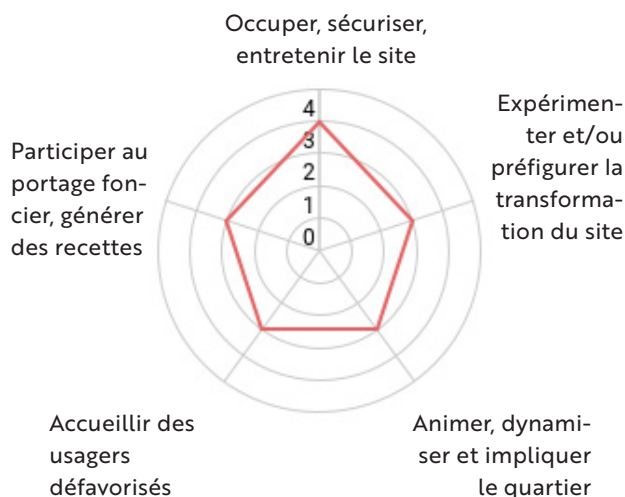 Occuper, sécuriser,
entretenir le site
Expérimen-
ter et/ou
préfigurer la
transforma-
tion du site
Participer au
portage fon-
cier, générer
des recettes
4
3
2
1
0
Accueillir des
usagers
défavorisés
Animer, dynami-
ser et impliquer
le quartier